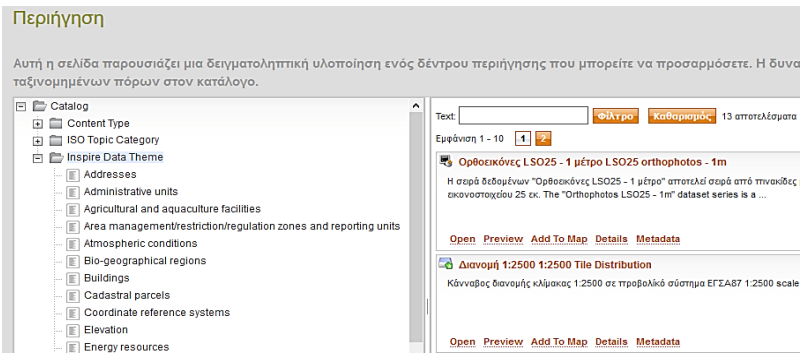 Περιήγηση
Αυτή η σελίδα παρουσιάζει μια δειγματοληπτική υλοποίηση ενός δέντρου περιήγησης που μπορείτε να προσαρμόσετε. Η δυνα
ταξινομημένων πόρων στον κατάλογο.
Catalog
Content Type
ISO Topic Category
Inspire Data Theme
Addresses
Administrative units
Agricultural and aquaculture facilities
Area management/restriction/regulation zones and reporting units
Atmospheric conditions
Bio-geographical regions
Buildings
Cadastral parcels
Coordinate reference systems
Elevation
Energy resources
Text: Φίλτρο Καθαρισμός 13 αποτελέσματα
Εμφάνιση 1 - 10 1 2
Ορθοεικόνες LSO25 - 1 μέτρο LSO25 orthophotos - 1m
Η σειρά δεδομένων "Ορθοεικόνες LSO25 - 1 μέτρο" αποτελεί σειρά από πινακίδες
εικονοστοιχείου 25 εκ. The "Orthophotos LSO25 - 1m" dataset series is a ...
Open Preview Add To Map Details Metadata
Διανομή 1:2500 1:2500 Tile Distribution
Κάνναβος διανομής κλίμακας 1:2500 σε προβολικό σύστημα ΕΓΣΑ87 1:2500 scale
Open Preview Add To Map Details Metadata